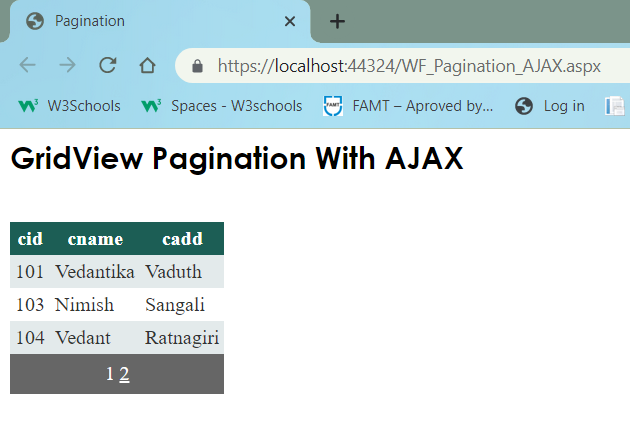 Pagination
https://localhost:44324/WF_Pagination_AJAX.aspx
W3Schools Spaces - W3schools FAMT FAMT – Aproved by... Log in
GridView Pagination With AJAX
cid cname cadd
101 Vedantika Vaduth
103 Nimish Sangali
104 Vedant Ratnagiri
1 2